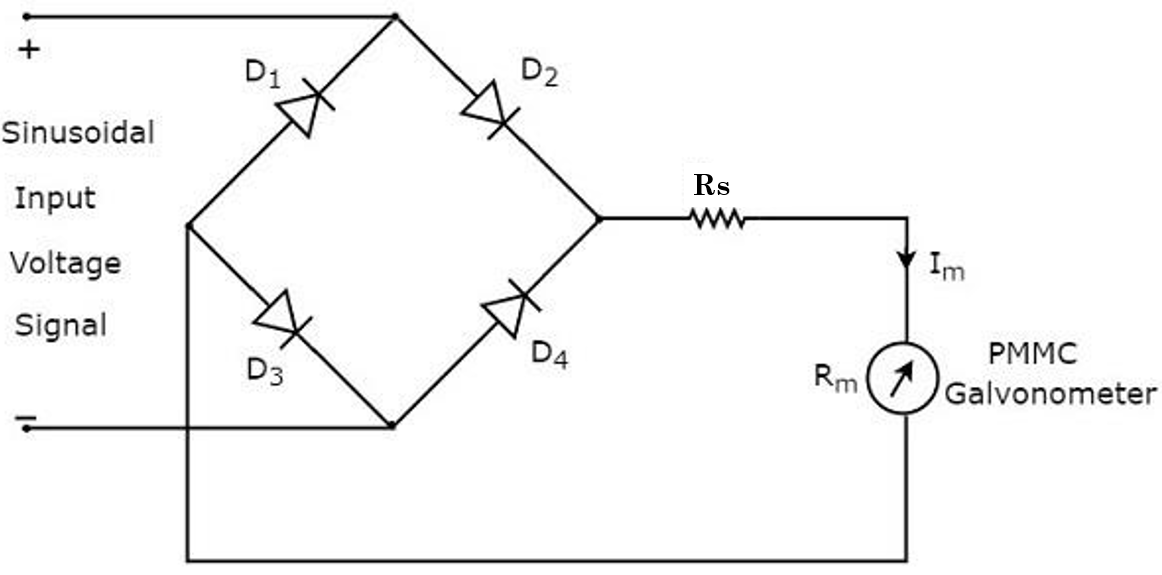 +
D1
D2
Sinusoidal
Input
Voltage
Signal
Rs
Im
D3
D4
Rm
PMMC
Galvonometer
−